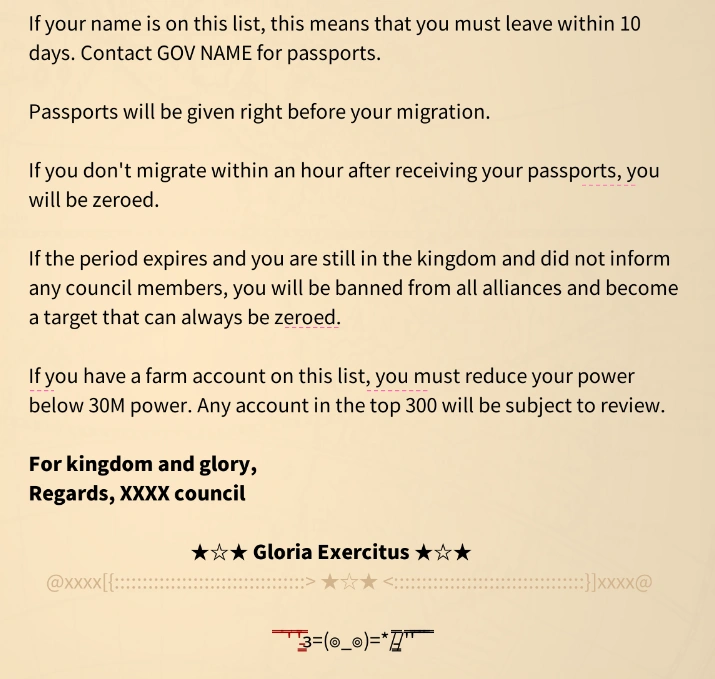 If your name is on this list, this means that you must leave within 10
days. Contact GOV NAME for passports.
Passports will be given right before your migration.
If you don't migrate within an hour after receiving your passports, you
will be zeroed.
If the period expires and you are still in the kingdom and did not inform
any council members, you will be banned from all alliances and become
a target that can always be zeroed.
If you have a farm account on this list, you must reduce your power
below 30M power. Any account in the top 300 will be subject to review.
For kingdom and glory,
Regards, XXXX council
★☆★ Gloria Exercitus ★☆★
@xxxx[{::::::::::::::::::::::::::::::::> ★☆★ <::::::::::::::::::::::::::::::::}]xxxx@